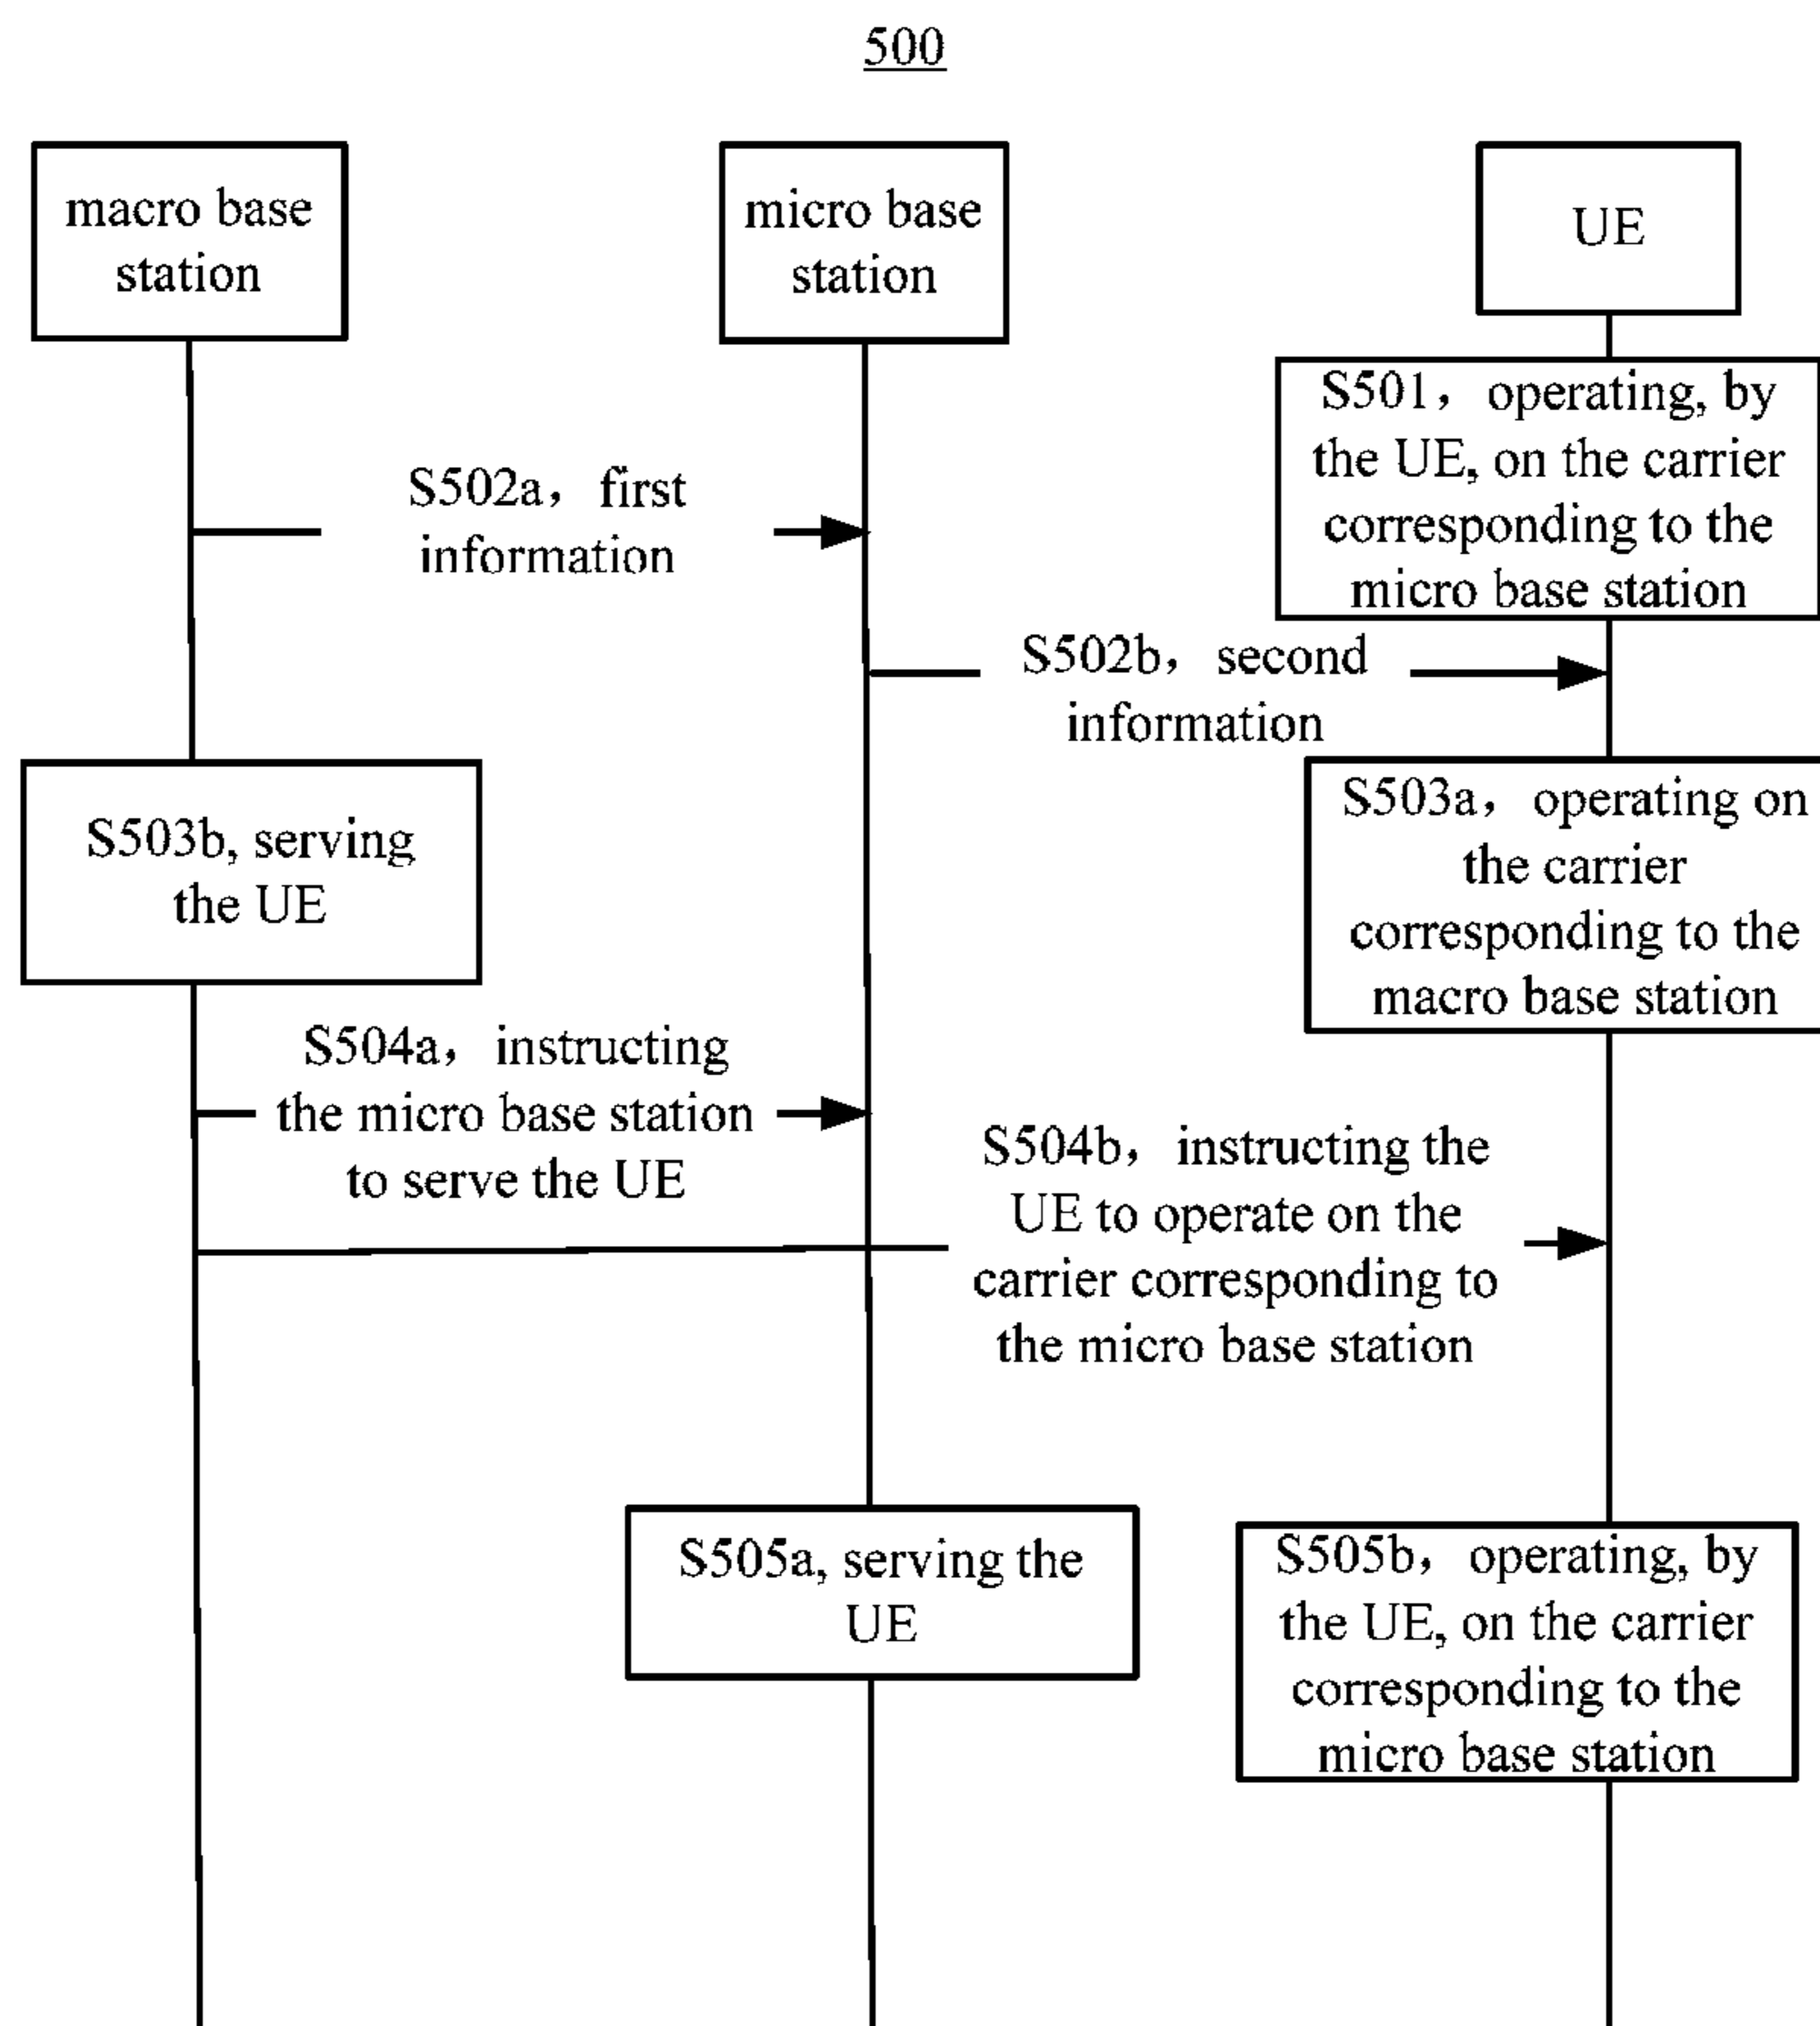 500
macro base
station
micro base
station
UE
S501，operating, by
the UE, on the carrier
corresponding to the
micro base station
S502a，first
information
S502b，second
information
S503b, serving
the UE
S503a，operating on
the carrier
corresponding to the
macro base station
S504a，instructing
the micro base station
to serve the UE
S504b，instructing the
UE to operate on the
carrier corresponding to
the micro base station
S505a, serving the
UE
S505b，operating, by
the UE, on the carrier
corresponding to the
micro base station